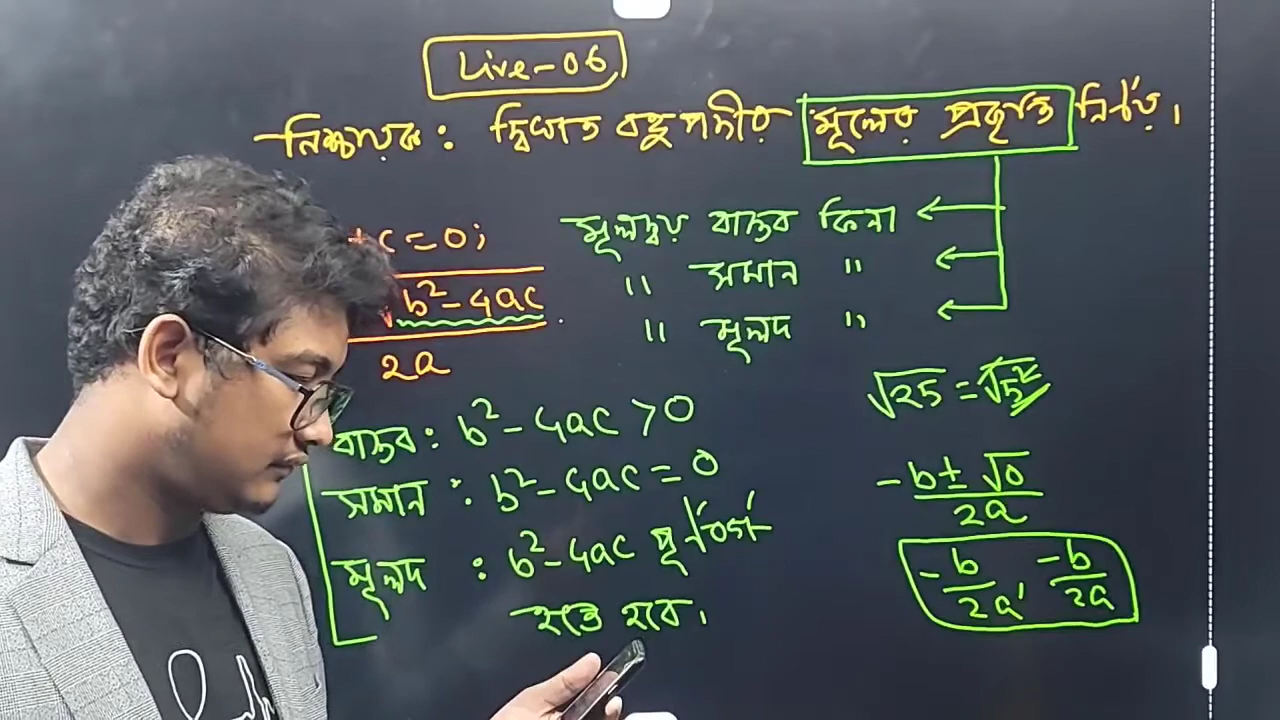 Live-06
নিশ্চায়ক : দ্বিঘাত বহুপদীর মূলের প্রকৃতি নির্ণয়।
+c=0;
মূলদ্বয় বাস্তব কিনা
√b²-4ac
" সমান "
2a
" মূলদ "
√25 = √5²
বাস্তব : b²-4ac > 0
সমান : b²-4ac = 0
-b ± √0
2a
মূলদ : b²-4ac পূর্ণবর্গ
হতে হবে।
-b/2a, -b/2a